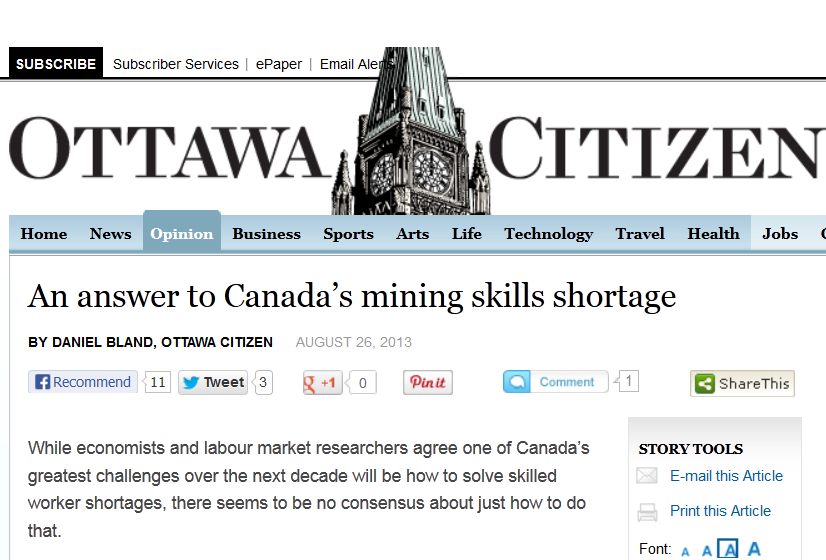 SUBSCRIBE Subscriber Services | ePaper | Email Alerts
OTTAWA CITIZEN
Home News Opinion Business Sports Arts Life Technology Travel Health Jobs
An answer to Canada's mining skills shortage
BY DANIEL BLAND, OTTAWA CITIZEN AUGUST 26, 2013
Recommend 11 Tweet 3 +1 0 Pin it Comment 1 ShareThis
While economists and labour market researchers agree one of Canada's
greatest challenges over the next decade will be how to solve skilled
worker shortages, there seems to be no consensus about just how to do
that.
STORY TOOLS
E-mail this Article
Print this Article
Font: A A A A